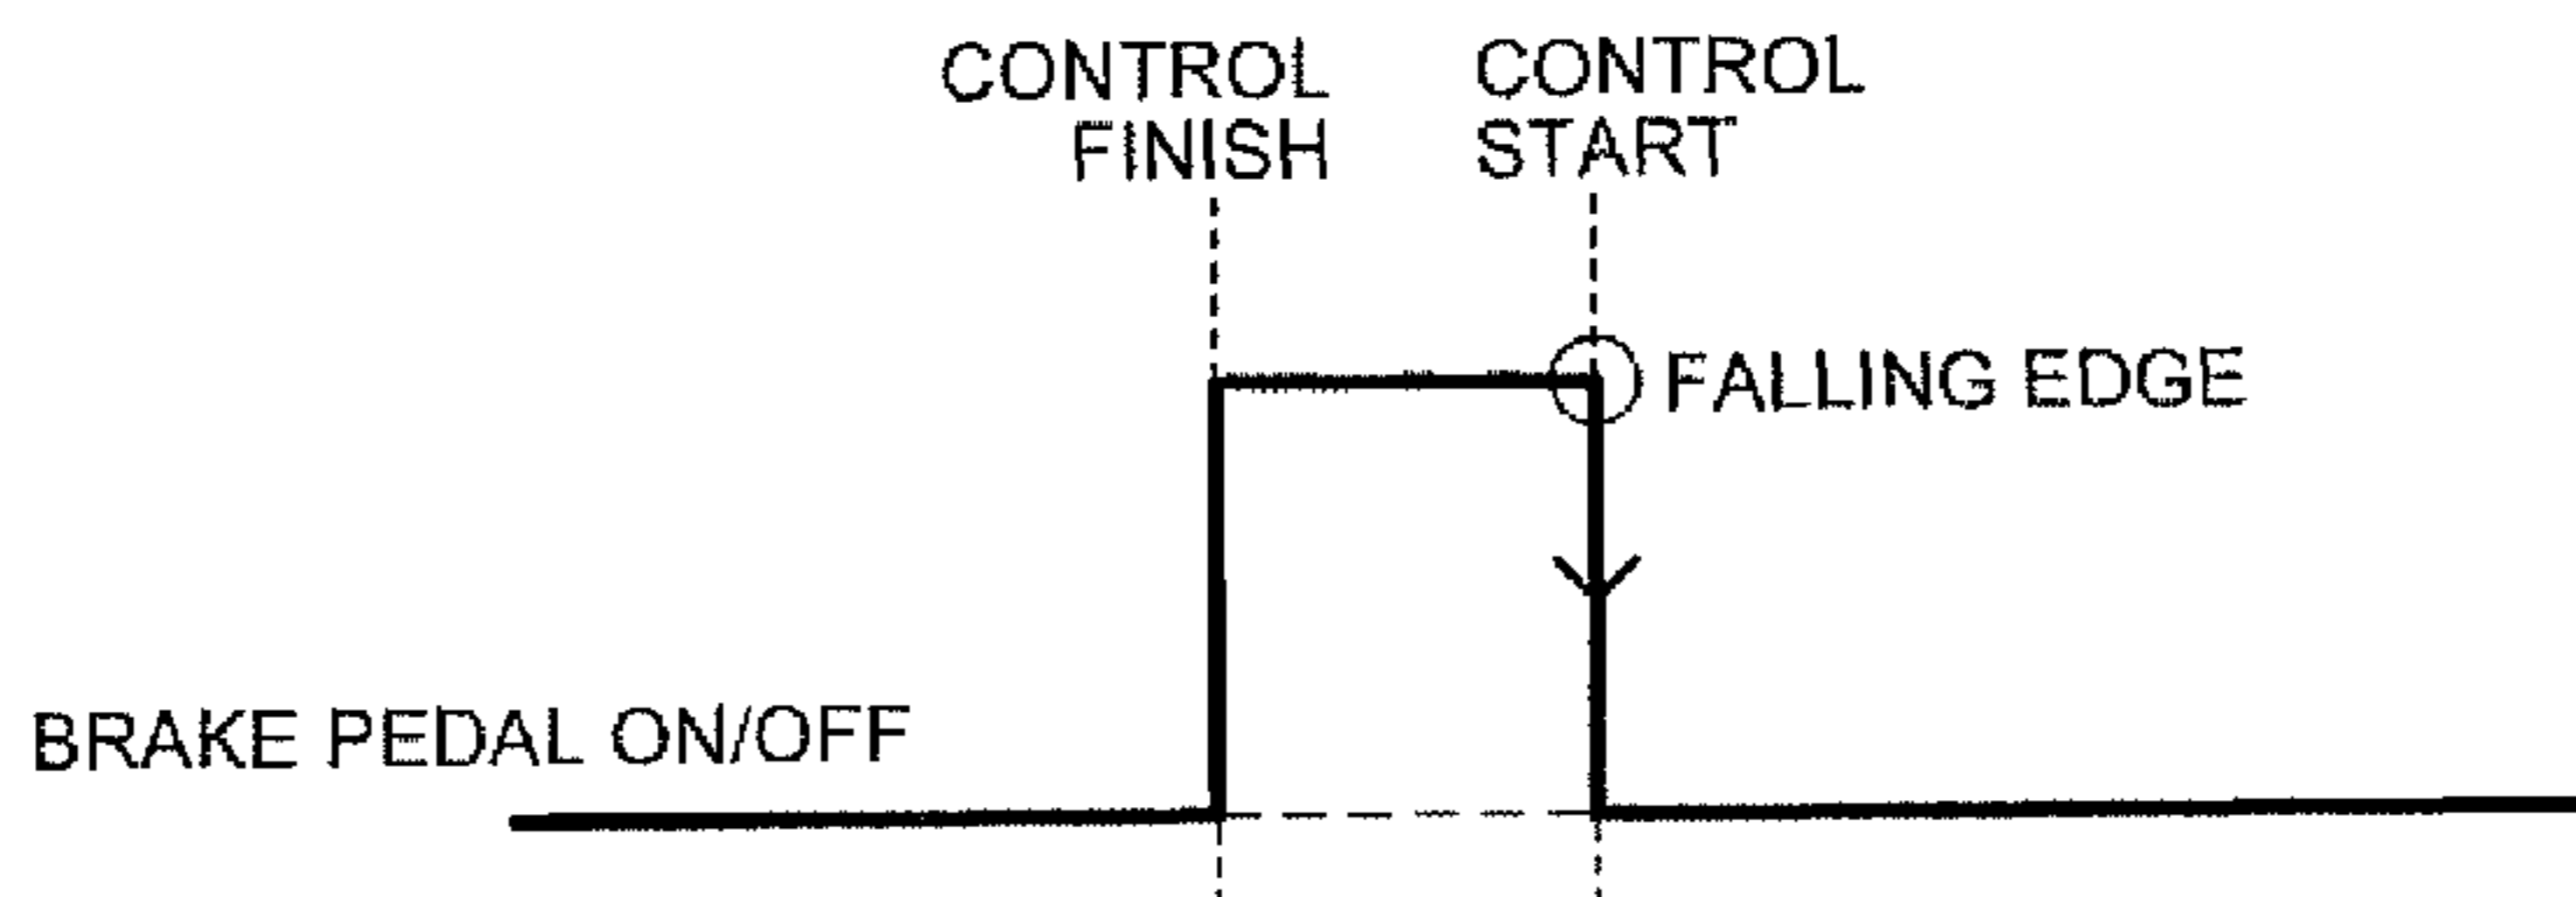 CONTROL
FINISH
CONTROL
START
FALLING EDGE
BRAKE PEDAL ON/OFF